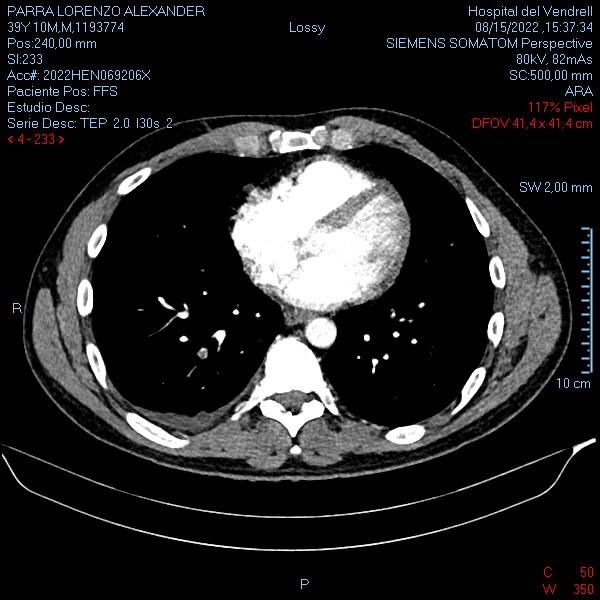 PARRA LORENZO ALEXANDER
39Y 10M,M,1193774
Pos:240,00 mm
SI:233
Acc#: 2022HEN069206X
Paciente Pos: FFS
Estudio Desc:
Serie Desc: TEP 2.0 I30s 2
< 4 - 233 >
Lossy
Hospital del Vendrell
08/15/2022 ,15:37:34
SIEMENS SOMATOM Perspective
80kV, 82mAs
SC:500,00 mm
ARA
117% Pixel
DFOV 41,4 x 41,4 cm
SW 2,00 mm
R
10 cm
P
C 50
W 350